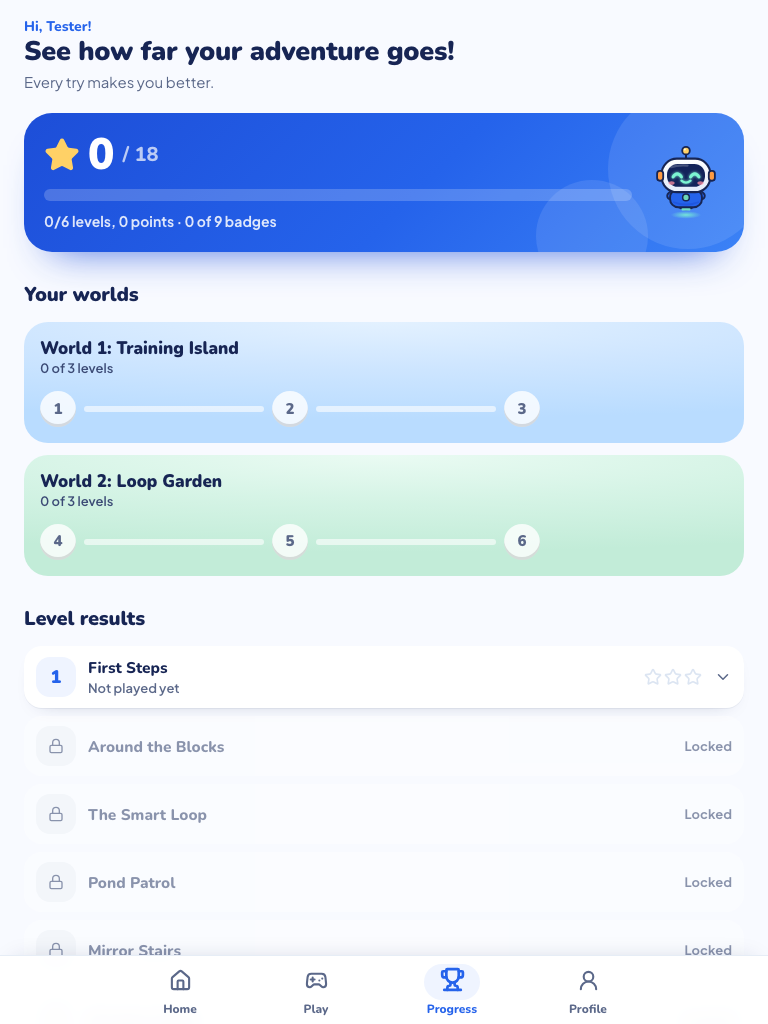 Hi, Tester!
See how far your adventure goes!
Every try makes you better.
0 / 18
0/6 levels, 0 points · 0 of 9 badges
Your worlds
World 1: Training Island
0 of 3 levels
1 2 3
World 2: Loop Garden
0 of 3 levels
4 5 6
Level results
1 First Steps
Not played yet
Around the Blocks Locked
The Smart Loop Locked
Pond Patrol Locked
Mirror Stairs Locked
Home Play Progress Profile